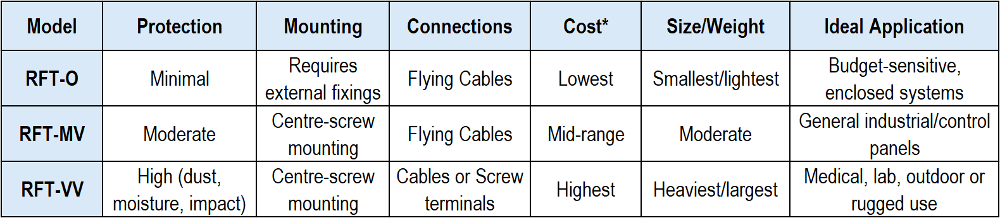 Model Protection Mounting Connections Cost* Size/Weight Ideal Application
RFT-O
Minimal
Requires
external fixings
Flying Cables
Lowest
Smallest/lightest
Budget-sensitive,
enclosed systems
RFT-MV
Moderate
Centre-screw
mounting
Flying Cables
Mid-range
Moderate
General industrial/control
panels
RFT-VV
High (dust,
moisture, impact)
Centre-screw
mounting
Cables or Screw
terminals
Highest
Heaviest/largest
Medical, lab, outdoor or
rugged use